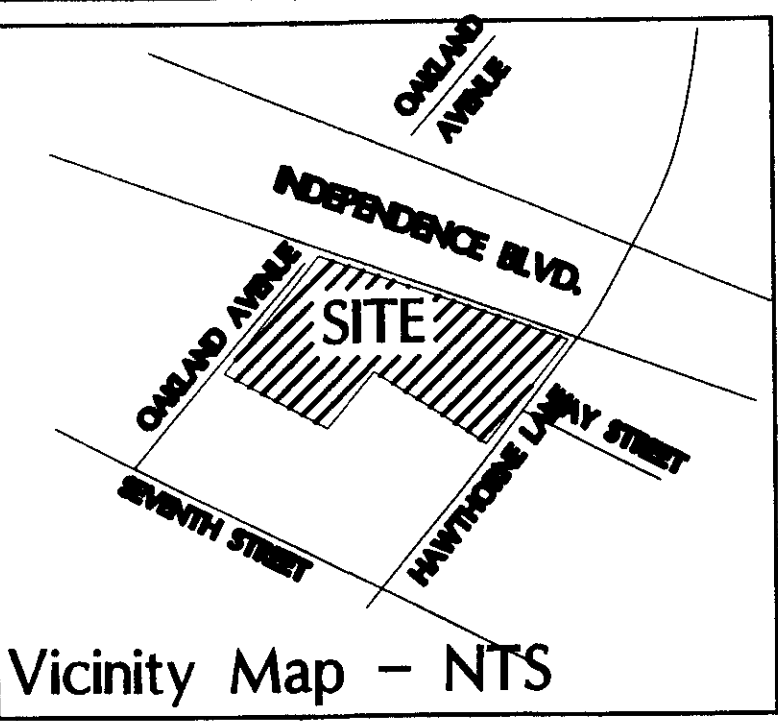 OAKLAND
AVENUE
INDEPENDENCE BLVD.
OAKLAND AVENUE
SITE
WAY STREET
HAWTHORNE LANE
SEVENTH STREET
Vicinity Map – NTS